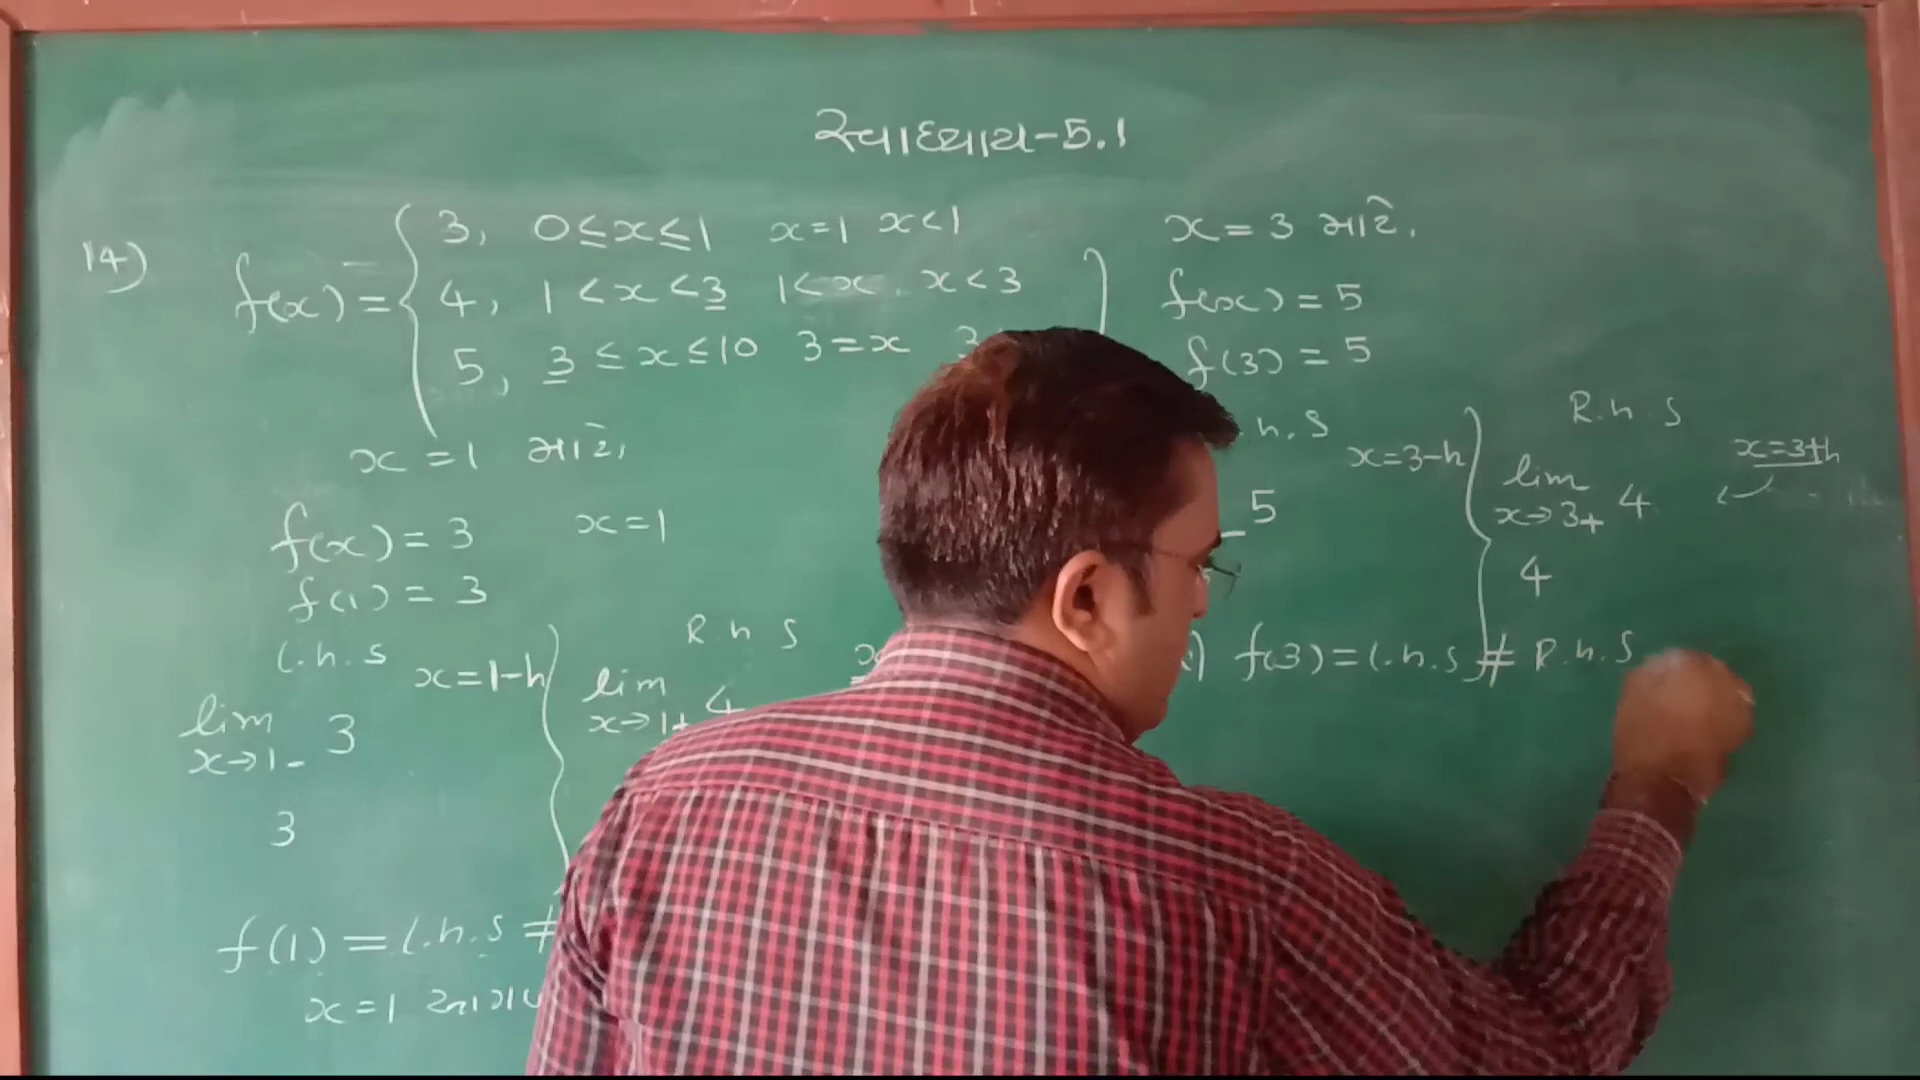 સ્વાધ્યાય-5.1
14)
f(x) = {
3, 0≤x≤1 x=1 x<1
4, 1<x<3 1<x x<3
5, 3≤x≤10 3=x 3
x=1 માટે,
f(x) = 3 x=1
f(1) = 3
L.h.S x=1-h
lim x→1- 3
3
R.h.S
lim x→1+ 4
f(1) = L.h.S ≠
x=1
x=3 માટે.
f(x) = 5
f(3) = 5
.h.S x=3-h
- 5
R.h.S
lim x→3+ 4 x=3+h
4
f(3) = L.h.S ≠ R.h.S